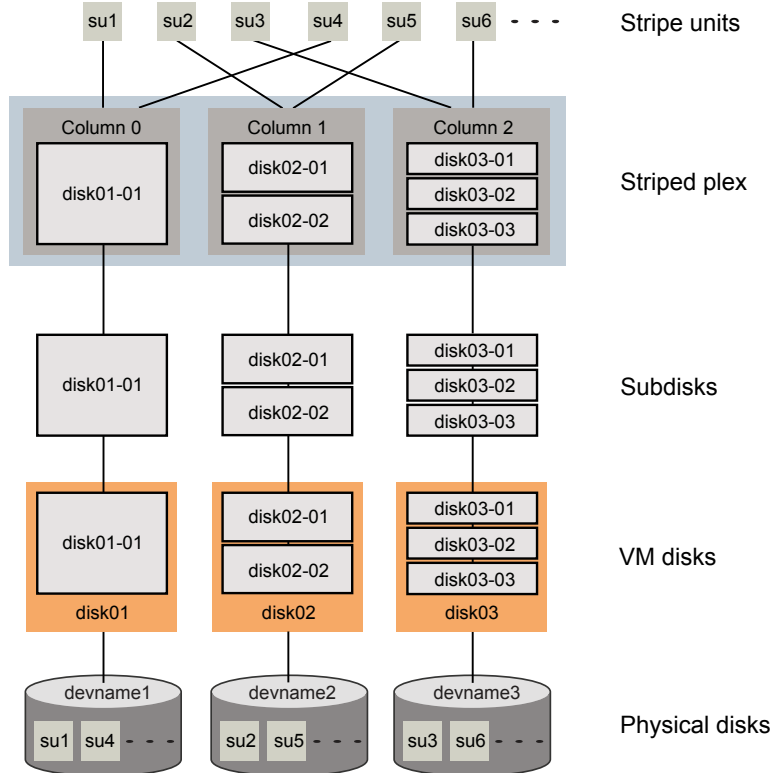 su1 su2 su3 su4 su5 su6 - - - Stripe units
Column 0 Column 1 Column 2
disk01-01
disk02-01
disk02-02
disk03-01
disk03-02
disk03-03
Striped plex
disk01-01
disk02-01
disk02-02
disk03-01
disk03-02
disk03-03
Subdisks
disk01-01
disk02-01
disk02-02
disk03-01
disk03-02
disk03-03
VM disks
disk01 disk02 disk03
devname1 devname2 devname3
su1 su4 - - - su2 su5 - - - su3 su6 - - -
Physical disks